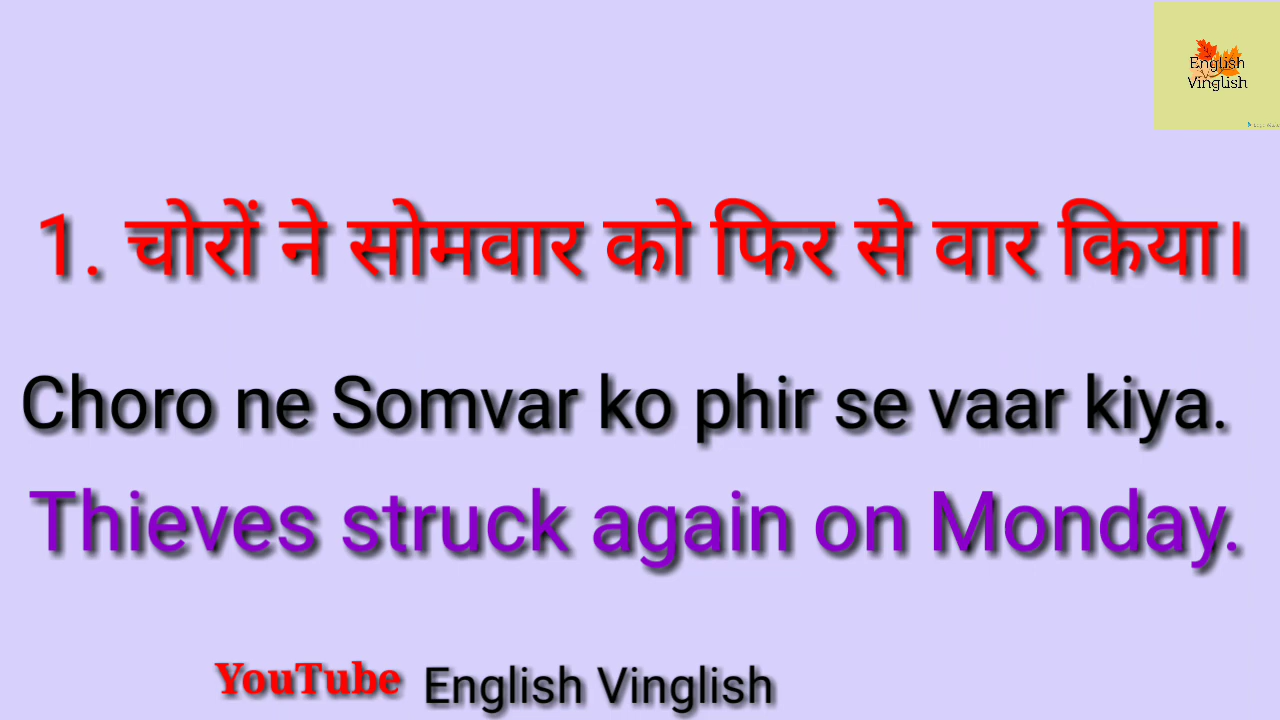 English
Vinglish
1. चोरों ने सोमवार को फिर से वार किया।
Choro ne Somvar ko phir se vaar kiya.
Thieves struck again on Monday.
YouTube English Vinglish